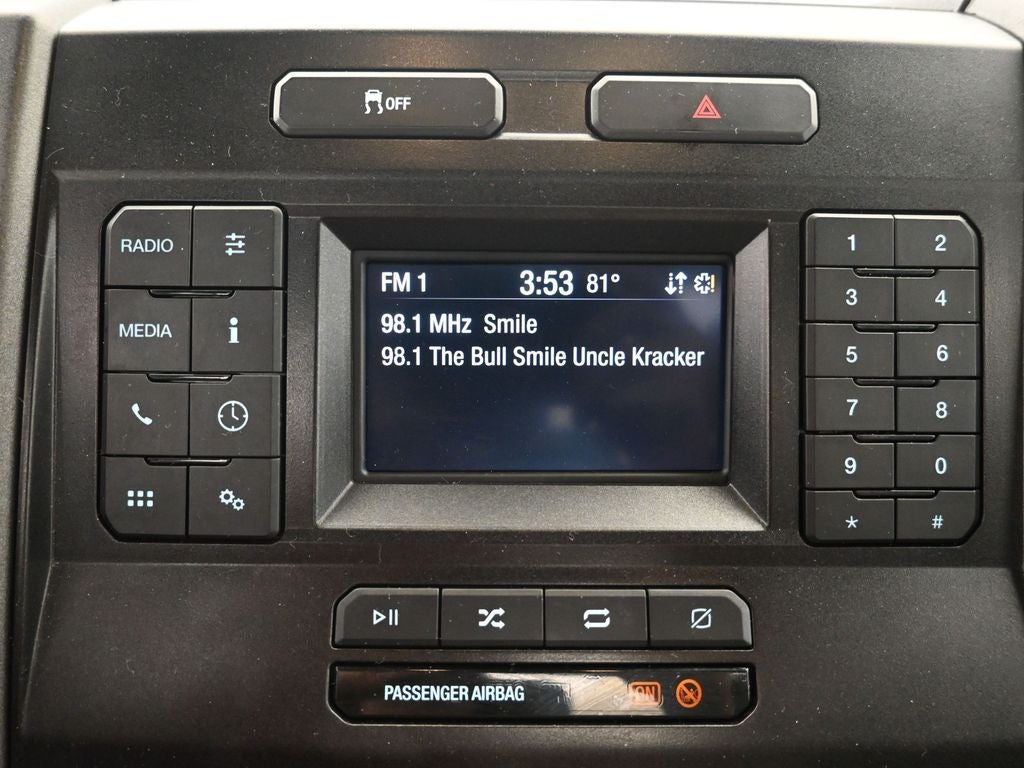 OFF
RADIO
MEDIA
i
FM 1 3:53 81°
98.1 MHz Smile
98.1 The Bull Smile Uncle Kracker
1 2
3 4
5 6
7 8
9 0
* #
PASSENGER AIRBAG ON